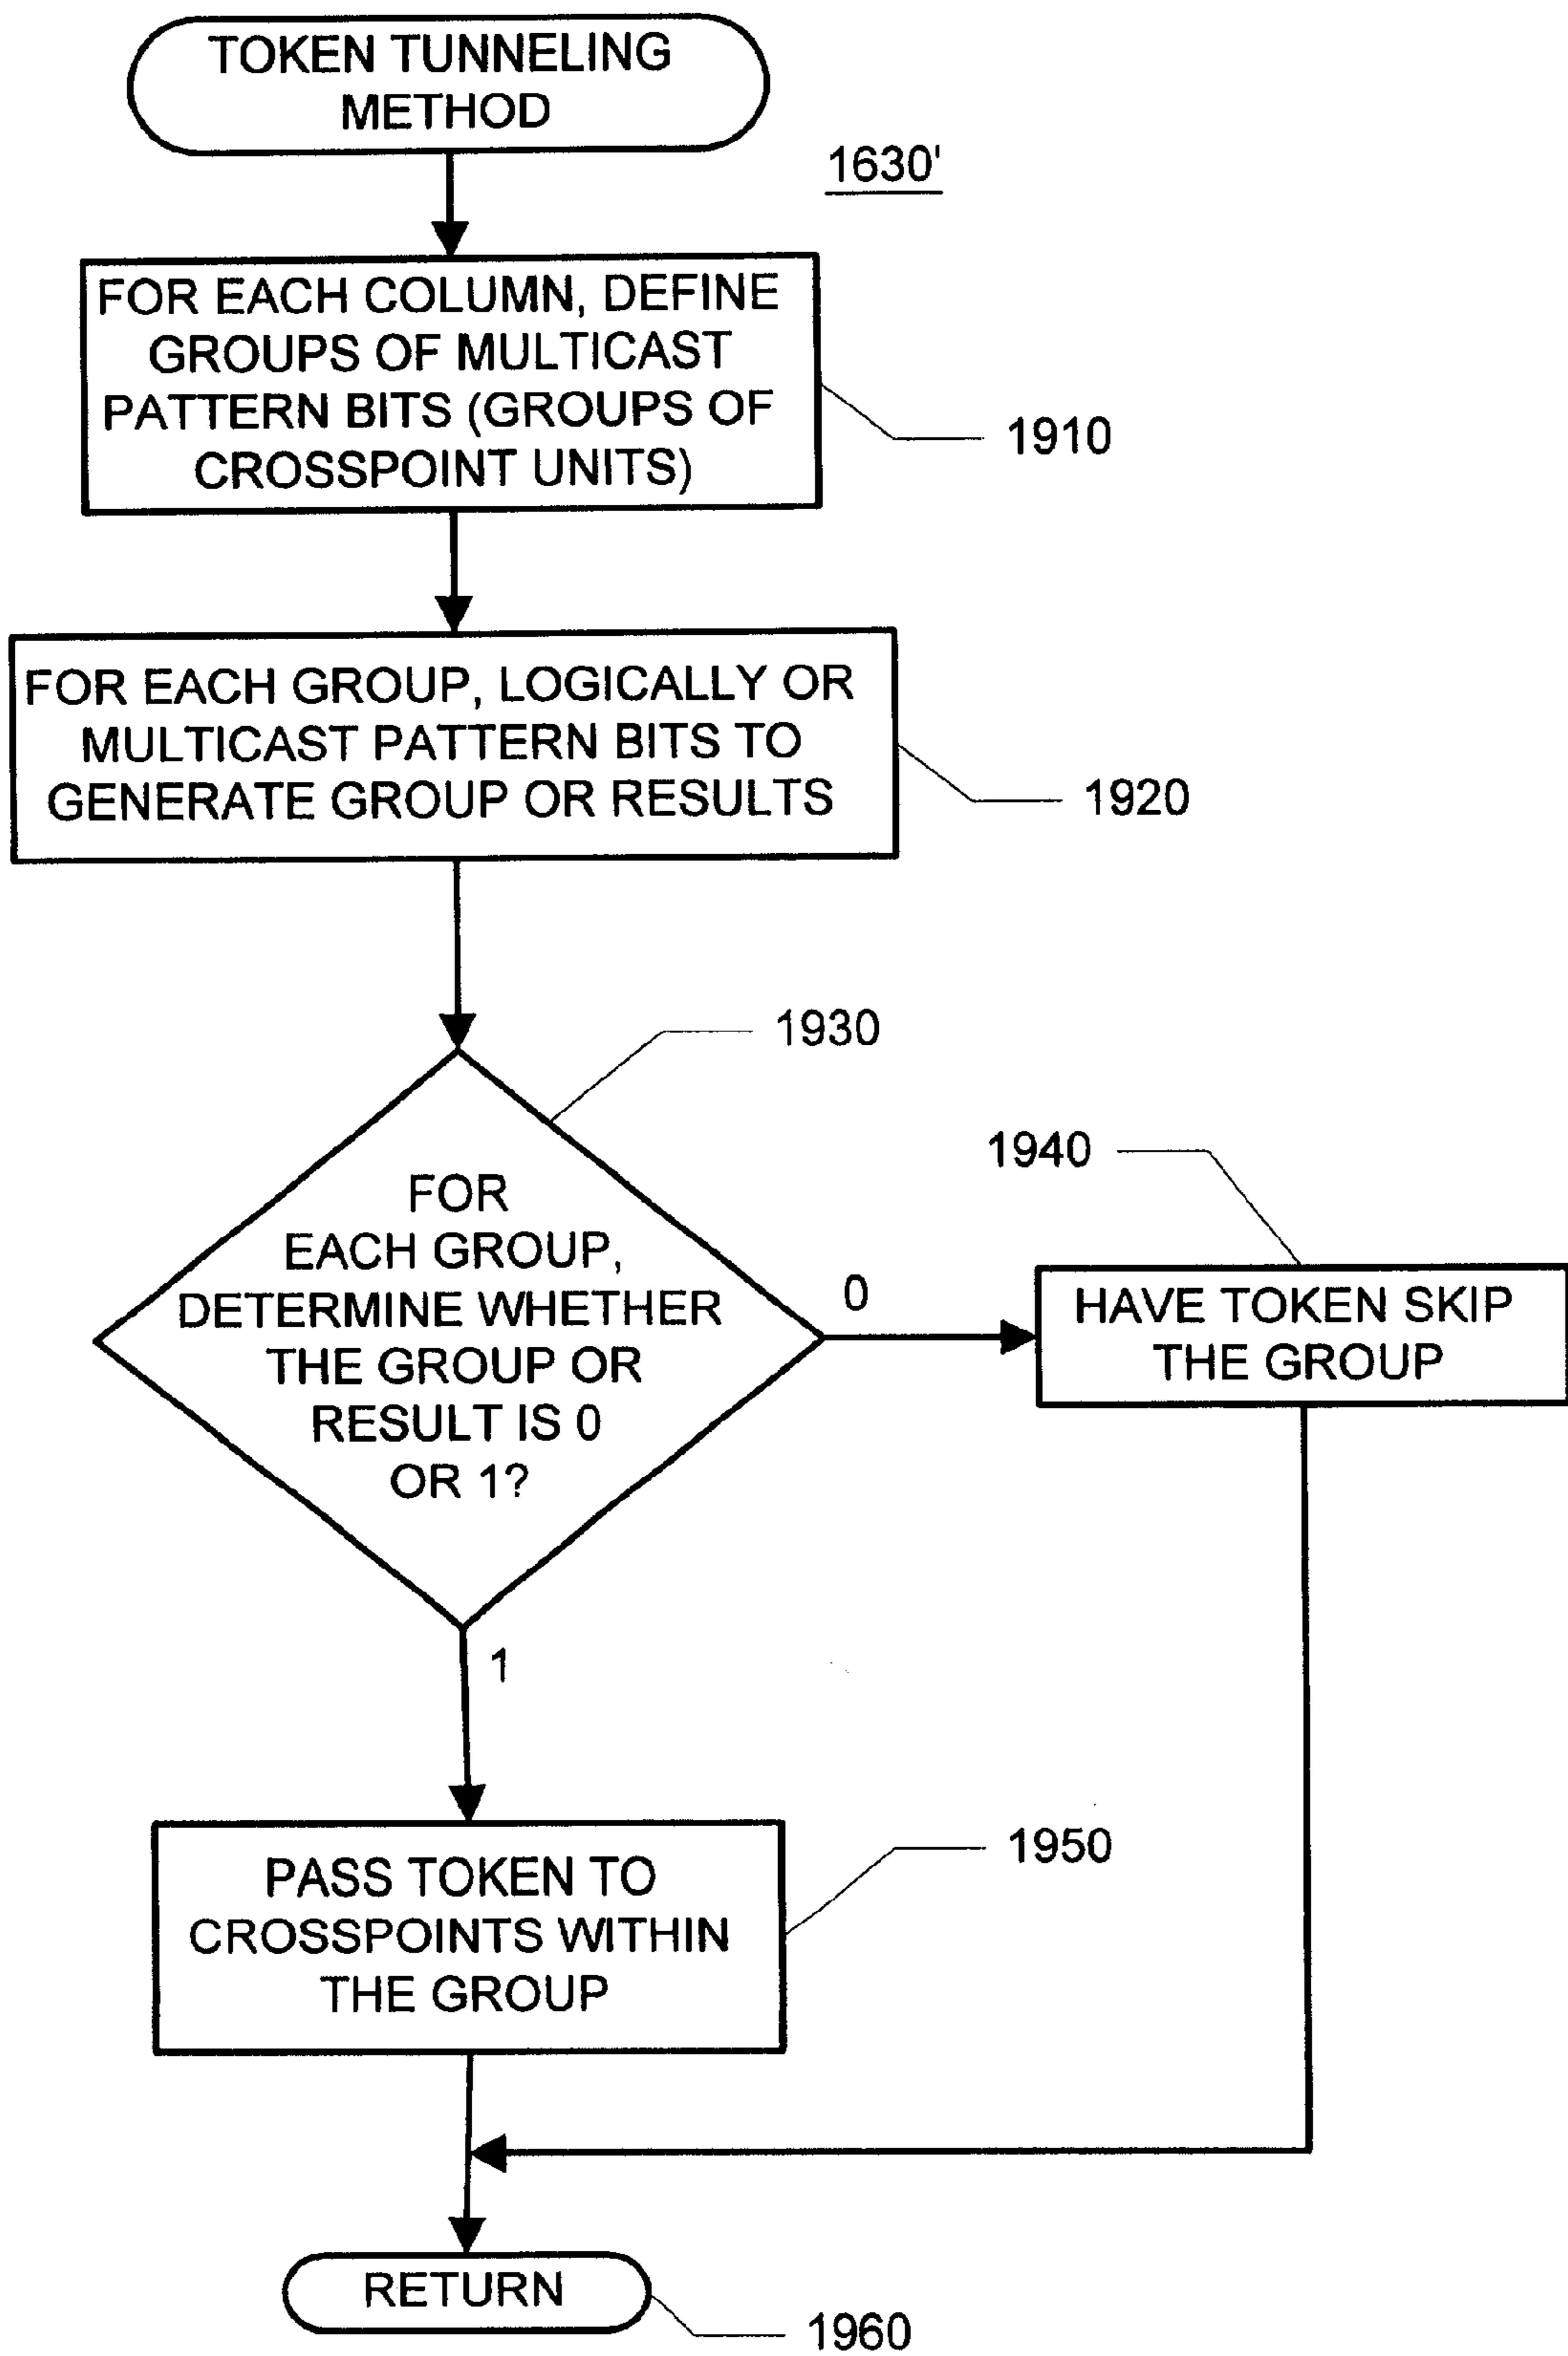 TOKEN TUNNELING
METHOD
1630'
FOR EACH COLUMN, DEFINE
GROUPS OF MULTICAST
PATTERN BITS (GROUPS OF
CROSSPOINT UNITS)
1910
FOR EACH GROUP, LOGICALLY OR
MULTICAST PATTERN BITS TO
GENERATE GROUP OR RESULTS
1920
1930
FOR
EACH GROUP,
DETERMINE WHETHER
THE GROUP OR
RESULT IS 0
OR 1?
0
1940
HAVE TOKEN SKIP
THE GROUP
1
PASS TOKEN TO
CROSSPOINTS WITHIN
THE GROUP
1950
RETURN
1960